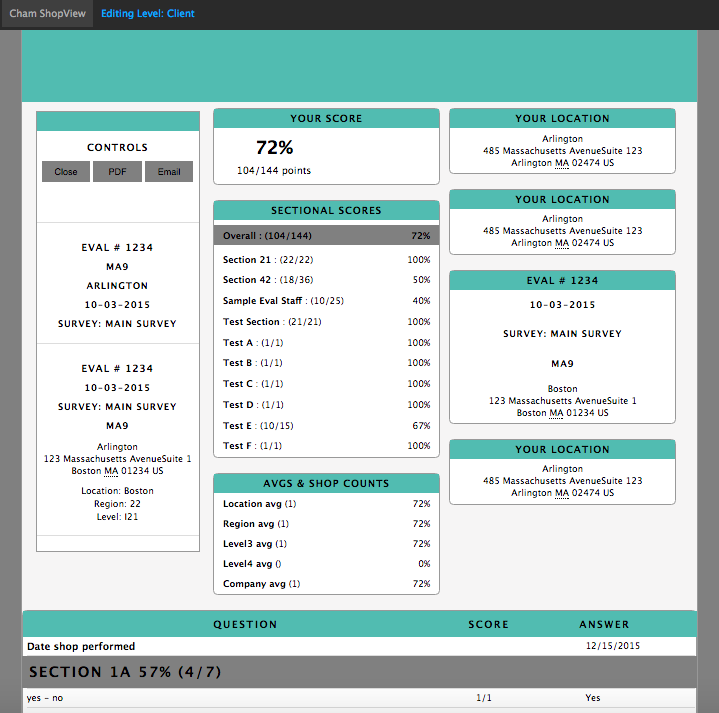 Cham ShopView Editing Level: Client
CONTROLS
Close PDF Email
EVAL # 1234
MA9
ARLINGTON
10-03-2015
SURVEY: MAIN SURVEY
EVAL # 1234
10-03-2015
SURVEY: MAIN SURVEY
MA9
Arlington
123 Massachusetts AvenueSuite 1
Boston MA 01234 US
Location: Boston
Region: 22
Level: I21
YOUR SCORE
72%
104/144 points
SECTIONAL SCORES
Overall : (104/144) 72%
Section 21 : (22/22) 100%
Section 42 : (18/36) 50%
Sample Eval Staff : (10/25) 40%
Test Section : (21/21) 100%
Test A : (1/1) 100%
Test B : (1/1) 100%
Test C : (1/1) 100%
Test D : (1/1) 100%
Test E : (10/15) 67%
Test F : (1/1) 100%
AVGS & SHOP COUNTS
Location avg (1) 72%
Region avg (1) 72%
Level3 avg (1) 72%
Level4 avg () 0%
Company avg (1) 72%
YOUR LOCATION
Arlington
485 Massachusetts AvenueSuite 123
Arlington MA 02474 US
YOUR LOCATION
Arlington
485 Massachusetts AvenueSuite 123
Arlington MA 02474 US
EVAL # 1234
10-03-2015
SURVEY: MAIN SURVEY
MA9
Boston
123 Massachusetts AvenueSuite 1
Boston MA 01234 US
YOUR LOCATION
Arlington
485 Massachusetts AvenueSuite 123
Arlington MA 02474 US
QUESTION SCORE ANSWER
Date shop performed 12/15/2015
SECTION 1A 57% (4/7)
yes - no 1/1 Yes